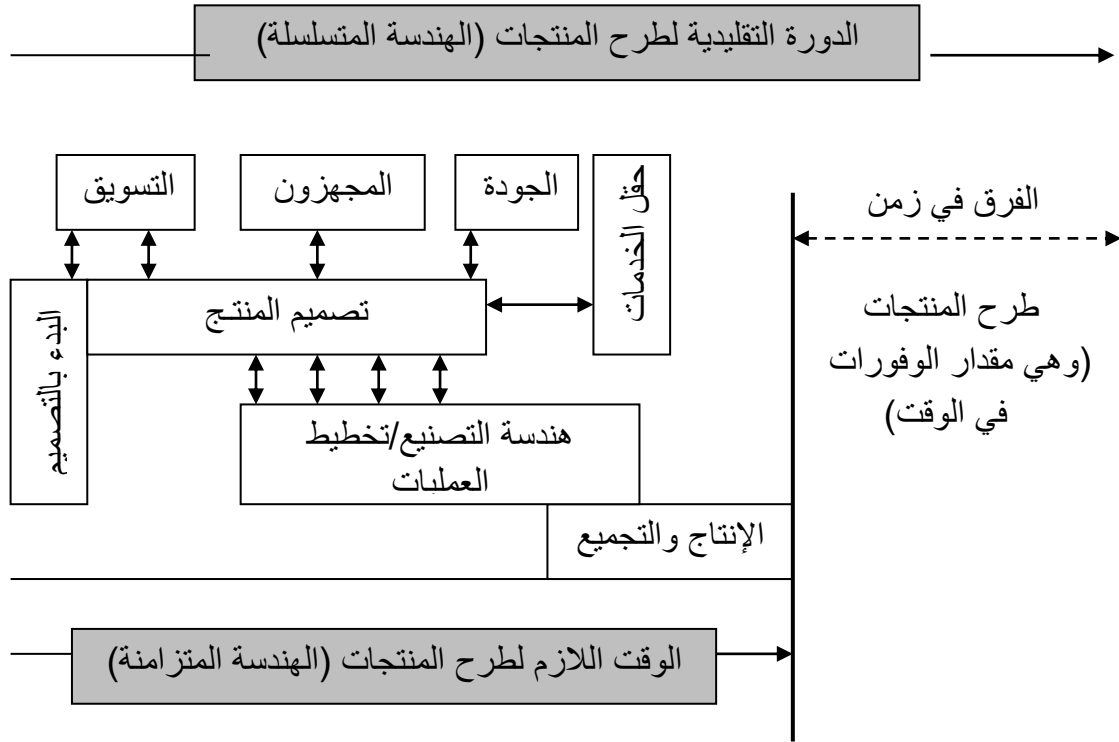 الدورة التقليدية لطرح المنتجات (الهندسة المتسلسلة)
التسويق
المجهزون
الجودة
حقل الخدمات
الفرق في زمن
طرح المنتجات
(وهي مقدار الوفورات
في الوقت)
البدء بالتصميم
تصميم المنتج
هندسة التصنيع/تخطيط
العمليات
الإنتاج والتجميع
الوقت اللازم لطرح المنتجات (الهندسة المتزامنة)